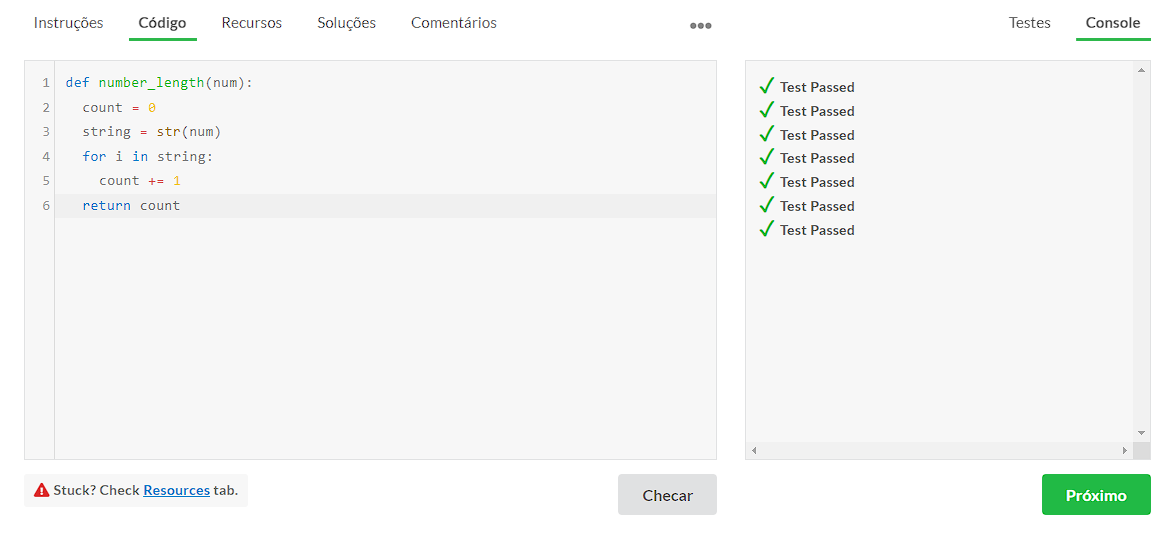 Instruções Código Recursos Soluções Comentários ••• Testes Console
1 def number_length(num):
2 count = 0
3 string = str(num)
4 for i in string:
5 count += 1
6 return count
✓ Test Passed
✓ Test Passed
✓ Test Passed
✓ Test Passed
✓ Test Passed
✓ Test Passed
✓ Test Passed
Stuck? Check Resources tab.
Checar
Próximo